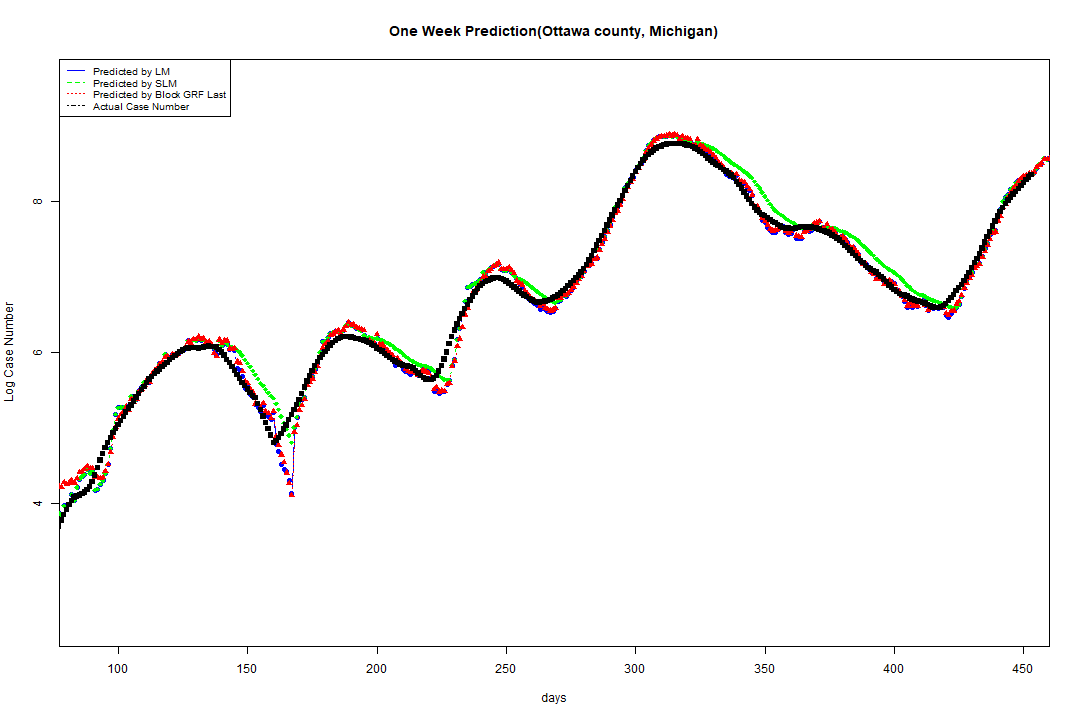 One Week Prediction(Ottawa county, Michigan)
Predicted by LM
Predicted by SLM
Predicted by Block GRF Last
Actual Case Number
8
6
4
Log Case Number
100 150 200 250 300 350 400 450
days